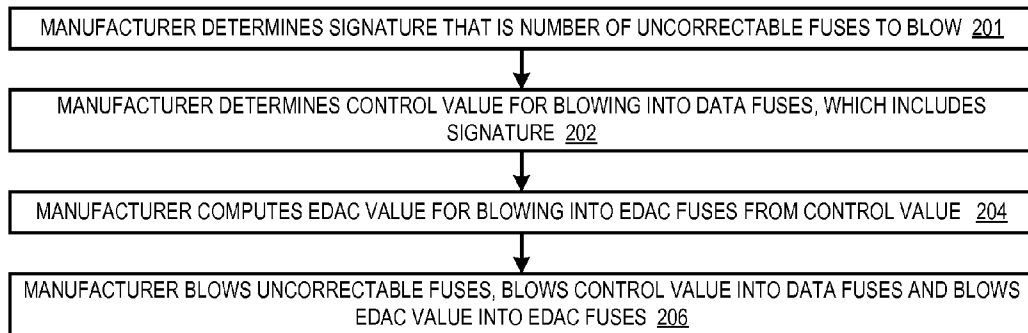 MANUFACTURER DETERMINES SIGNATURE THAT IS NUMBER OF UNCORRECTABLE FUSES TO BLOW 201
MANUFACTURER DETERMINES CONTROL VALUE FOR BLOWING INTO DATA FUSES, WHICH INCLUDES
SIGNATURE 202
MANUFACTURER COMPUTES EDAC VALUE FOR BLOWING INTO EDAC FUSES FROM CONTROL VALUE 204
MANUFACTURER BLOWS UNCORRECTABLE FUSES, BLOWS CONTROL VALUE INTO DATA FUSES AND BLOWS
EDAC VALUE INTO EDAC FUSES 206